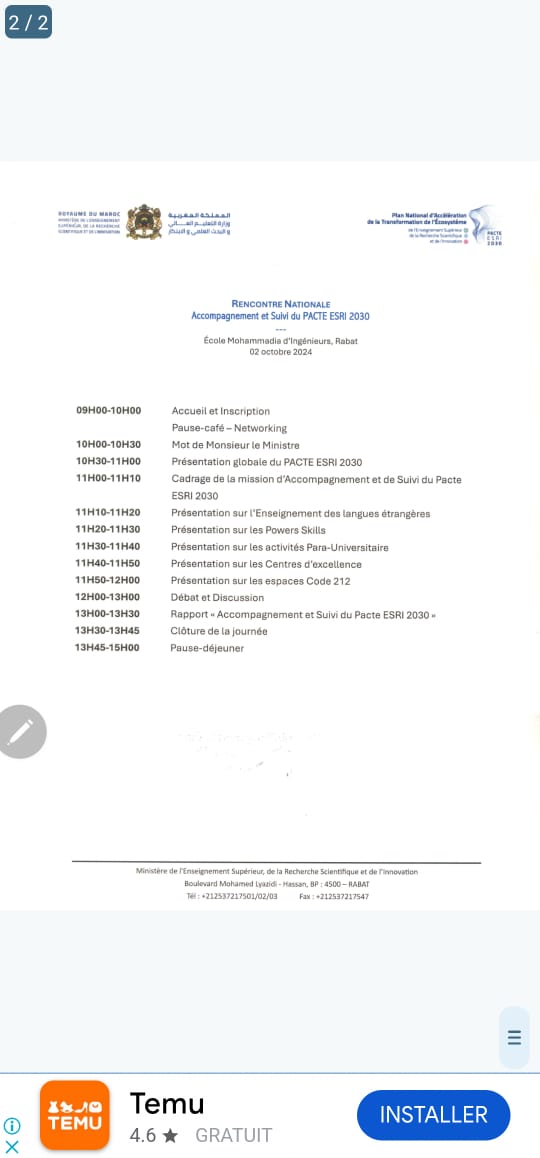 2 / 2
ROYAUME DU MAROC
MINISTÈRE DE L'ENSEIGNEMENT
SUPÉRIEUR, DE LA RECHERCHE
SCIENTIFIQUE ET DE L'INNOVATION
المملكة المغربية
وزارة التعليم العالي
و البحث العلمي و الابتكار
Plan National d'Accélération
de la Transformation de l'Écosystème
de l'Enseignement Supérieur
de la Recherche Scientifique
et de l'Innovation
PACTE
ESRI
2030
RENCONTRE NATIONALE
Accompagnement et Suivi du PACTE ESRI 2030
---
École Mohammadia d'Ingénieurs, Rabat
02 octobre 2024
09H00-10H00 Accueil et Inscription
Pause-café – Networking
10H00-10H30 Mot de Monsieur le Ministre
10H30-11H00 Présentation globale du PACTE ESRI 2030
11H00-11H10 Cadrage de la mission d'Accompagnement et de Suivi du Pacte
ESRI 2030
11H10-11H20 Présentation sur l'Enseignement des langues étrangères
11H20-11H30 Présentation sur les Powers Skills
11H30-11H40 Présentation sur les activités Para-Universitaire
11H40-11H50 Présentation sur les Centres d'excellence
11H50-12H00 Présentation sur les espaces Code 212
12H00-13H00 Débat et Discussion
13H00-13H30 Rapport « Accompagnement et Suivi du Pacte ESRI 2030 »
13H30-13H45 Clôture de la journée
13H45-15H00 Pause-déjeuner
Ministère de l'Enseignement Supérieur, de la Recherche Scientifique et de l'Innovation
Boulevard Mohamed Lyazidi - Hassan, BP : 4500 – RABAT
Tél : +212537217501/02/03 Fax : +212537217547
TEMU
Temu
4.6 ★ GRATUIT
INSTALLER